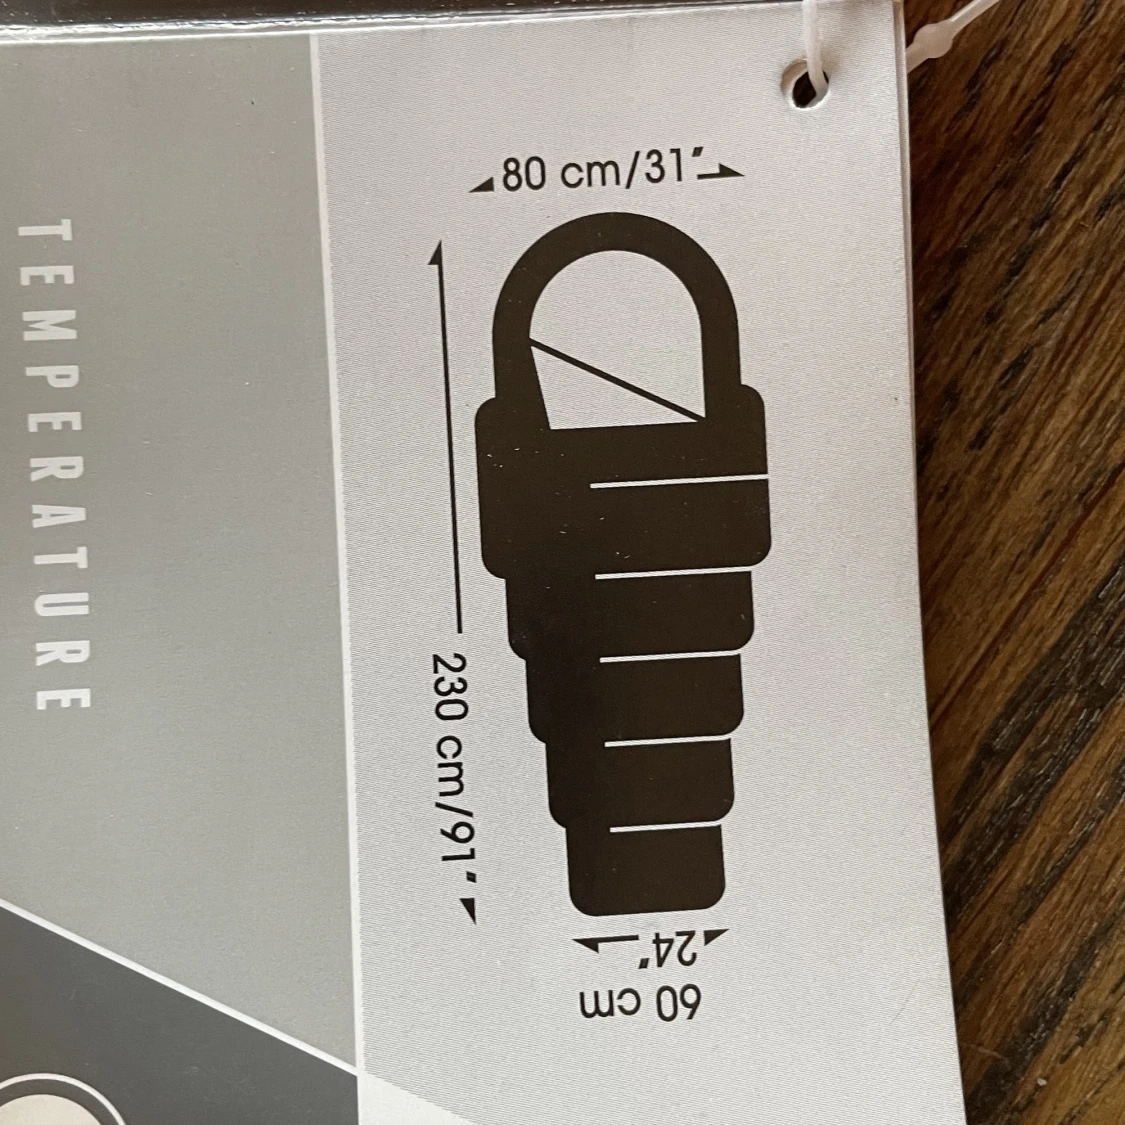 80 cm/31"
TEMPERATURE
230 cm/91"
24"
60 cm